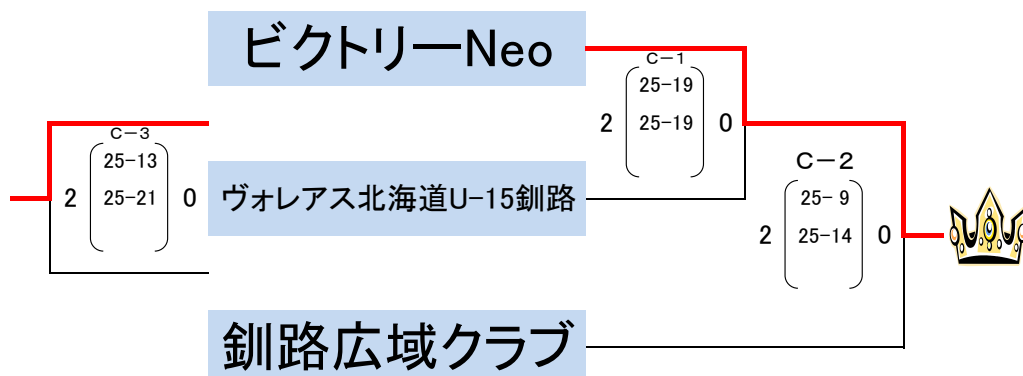 ビクトリーNeo
C-1
25-19
2 25-19 0
C-3
25-13
2 25-21 0
ヴォレアス北海道U-15釧路
C-2
25- 9
2 25-14 0
釧路広域クラブ